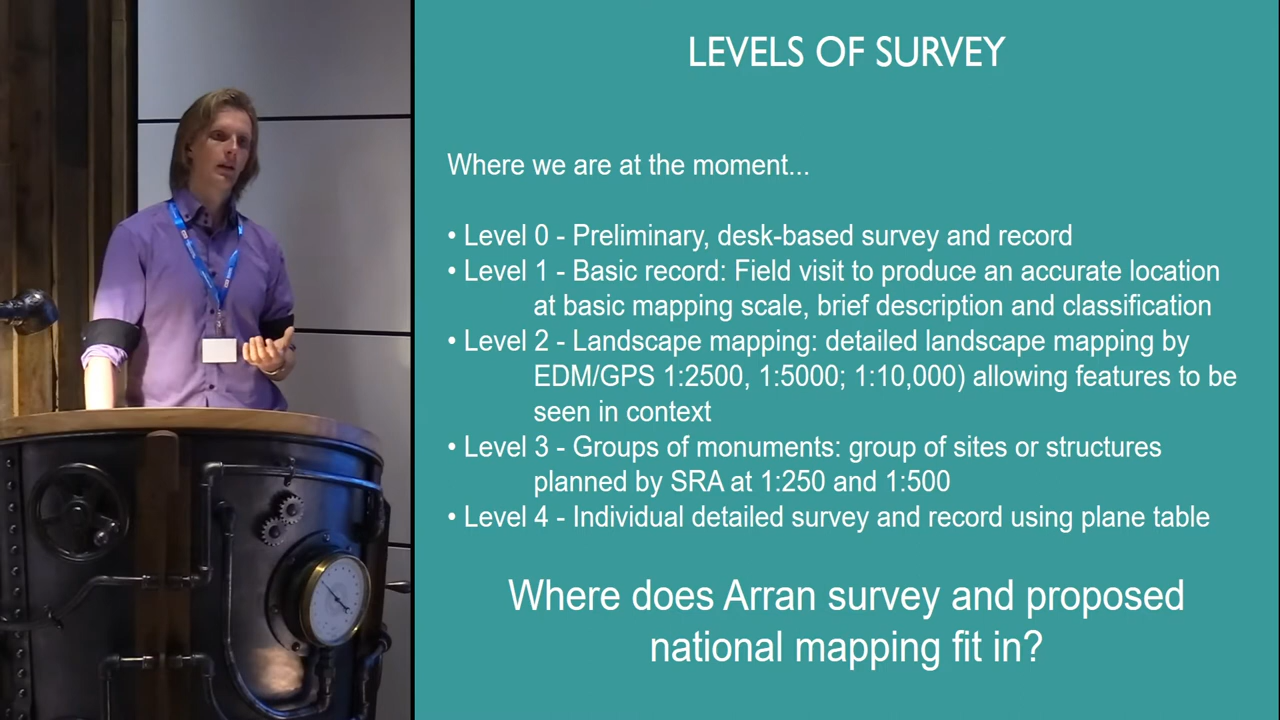 LEVELS OF SURVEY
Where we are at the moment...
• Level 0 - Preliminary, desk-based survey and record
• Level 1 - Basic record: Field visit to produce an accurate location
at basic mapping scale, brief description and classification
• Level 2 - Landscape mapping: detailed landscape mapping by
EDM/GPS 1:2500, 1:5000; 1:10,000) allowing features to be
seen in context
• Level 3 - Groups of monuments: group of sites or structures
planned by SRA at 1:250 and 1:500
• Level 4 - Individual detailed survey and record using plane table
Where does Arran survey and proposed
national mapping fit in?